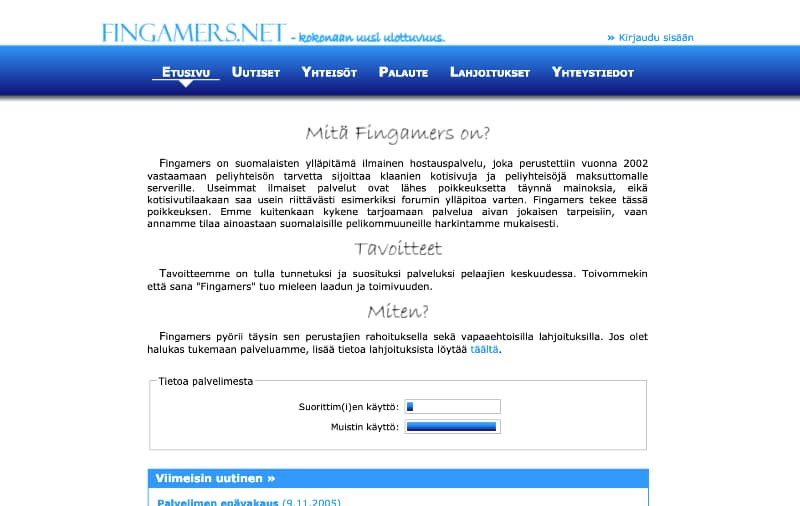 FINGAMERS.NET - kokonaan uusi ulottuvuus.
» Kirjaudu sisään
Etusivu Uutiset Yhteisöt Palaute Lahjoitukset Yhteystiedot
Mitä Fingamers on?
Fingamers on suomalaisten ylläpitämä ilmainen hostauspalvelu, joka perustettiin vuonna 2002
vastaamaan peliyhteisön tarvetta sijoittaa klaanien kotisivuja ja peliyhteisöjä maksuttomalle
serverille. Useimmat ilmaiset palvelut ovat lähes poikkeuksetta täynnä mainoksia, eikä
kotisivutilaakaan saa usein riittävästi esimerkiksi forumin ylläpitoa varten. Fingamers tekee tässä
poikkeuksen. Emme kuitenkaan kykene tarjoamaan palvelua aivan jokaisen tarpeisiin, vaan
annamme tilaa ainoastaan suomalaisille pelikommuuneille harkintamme mukaisesti.
Tavoitteet
Tavoitteemme on tulla tunnetuksi ja suosituksi palveluksi pelaajien keskuudessa. Toivommekin
että sana "Fingamers" tuo mieleen laadun ja toimivuuden.
Miten?
Fingamers pyörii täysin sen perustajien rahoituksella sekä vapaaehtoisilla lahjoituksilla. Jos olet
halukas tukemaan palveluamme, lisää tietoa lahjoituksista löytää täältä.
Tietoa palvelimesta
Suorittim(i)en käyttö:
Muistin käyttö:
Viimeisin uutinen »
Palvelimen epävakaus (9.11.2005)